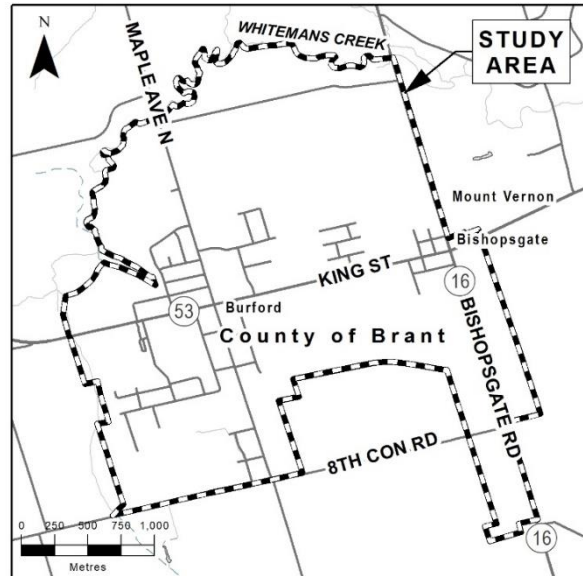 N
MAPLE AVE N
WHITEMANS CREEK
STUDY
AREA
Mount Vernon
Bishopsgate
KING ST
16
53
Burford
BISHOPSGATE RD
County of Brant
8TH CON RD
16
0 250 500 750 1,000
Metres